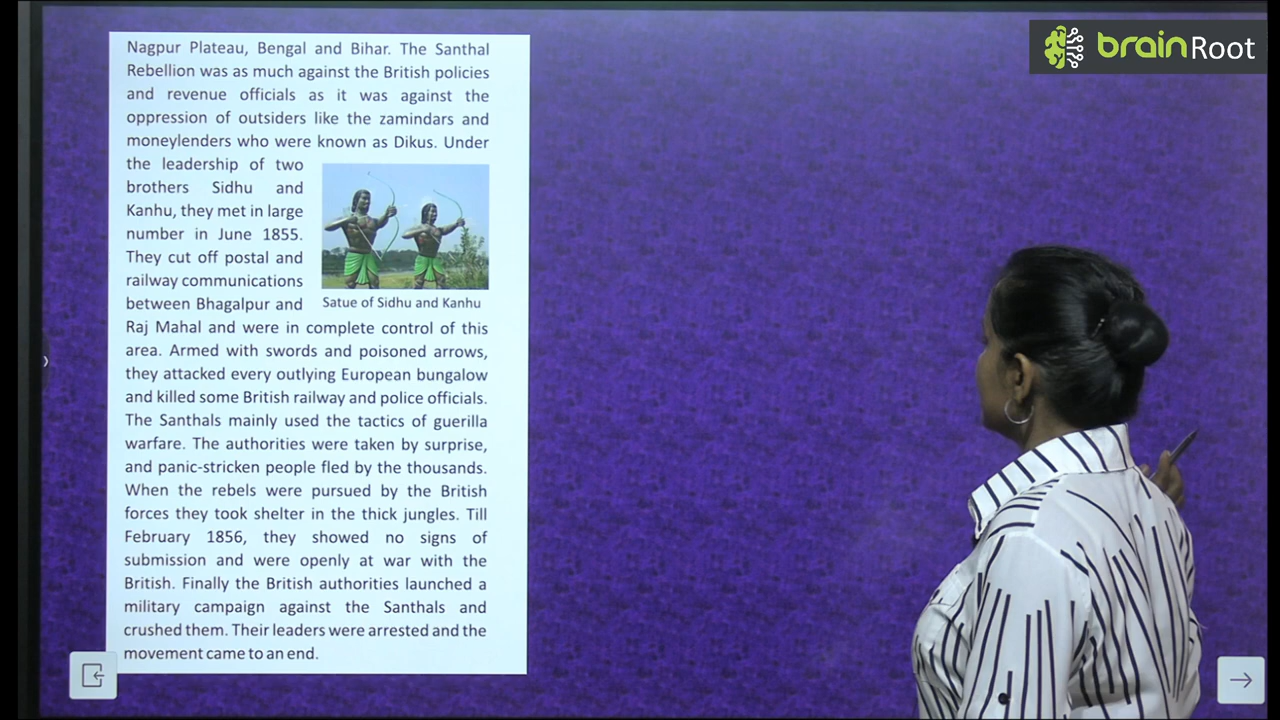 Nagpur Plateau, Bengal and Bihar. The Santhal
Rebellion was as much against the British policies
and revenue officials as it was against the
oppression of outsiders like the zamindars and
moneylenders who were known as Dikus. Under
the leadership of two
brothers Sidhu and
Kanhu, they met in large
number in June 1855.
They cut off postal and
railway communications
between Bhagalpur and
Satue of Sidhu and Kanhu
Raj Mahal and were in complete control of this
area. Armed with swords and poisoned arrows,
they attacked every outlying European bungalow
and killed some British railway and police officials.
The Santhals mainly used the tactics of guerilla
warfare. The authorities were taken by surprise,
and panic-stricken people fled by the thousands.
When the rebels were pursued by the British
forces they took shelter in the thick jungles. Till
February 1856, they showed no signs of
submission and were openly at war with the
British. Finally the British authorities launched a
military campaign against the Santhals and
crushed them. Their leaders were arrested and the
movement came to an end.
brainRoot